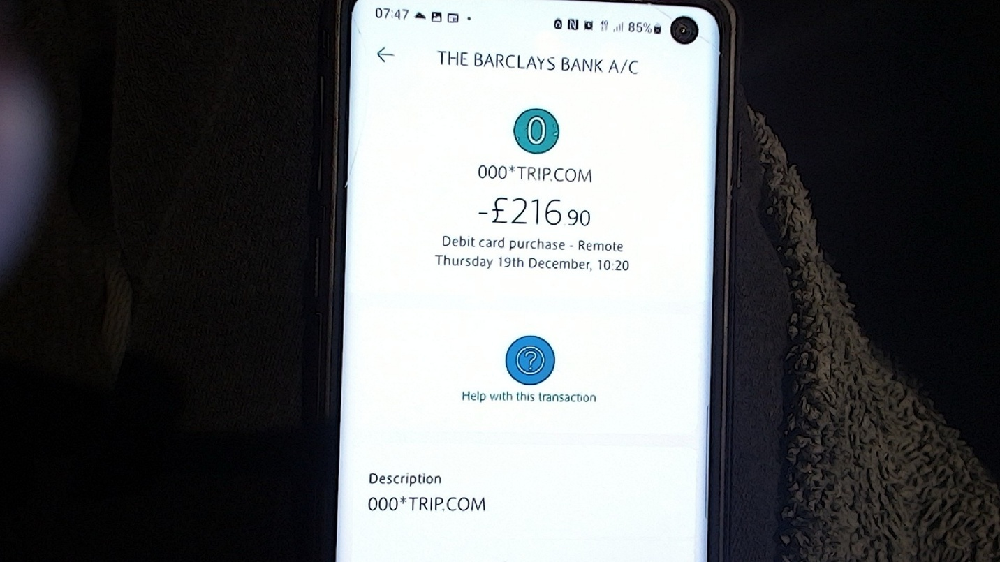 07:47 85%
THE BARCLAYS BANK A/C
0
000*TRIP.COM
-£216.90
Debit card purchase - Remote
Thursday 19th December, 10:20
?
Help with this transaction
Description
000*TRIP.COM